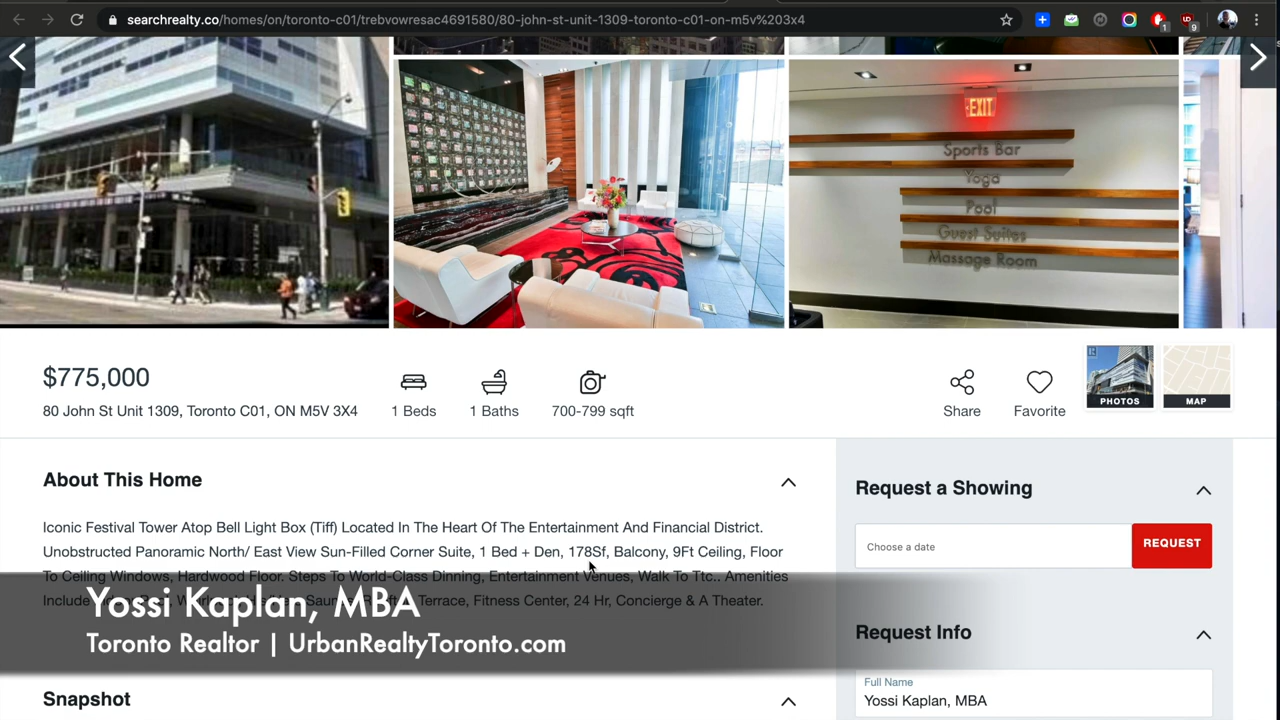 searchrealty.co/homes/on/toronto-c01/trebvowresac4691580/80-john-st-unit-1309-toronto-c01-on-m5v%203x4
1
9
EXIT
Sports Bar
Yoga
Pool
Guest Suites
Massage Room
$775,000
80 John St Unit 1309, Toronto C01, ON M5V 3X4
1 Beds
1 Baths
700-799 sqft
Share
Favorite
PHOTOS
MAP
About This Home
Iconic Festival Tower Atop Bell Light Box (Tiff) Located In The Heart Of The Entertainment And Financial District.
Unobstructed Panoramic North/ East View Sun-Filled Corner Suite, 1 Bed + Den, 178Sf, Balcony, 9Ft Ceiling, Floor
To Ceiling Windows, Hardwood Floor. Steps To World-Class Dinning, Entertainment Venues, Walk To Ttc.. Amenities
Include Terrace, Fitness Center, 24 Hr, Concierge & A Theater.
Request a Showing
Choose a date
REQUEST
Yossi Kaplan, MBA
Toronto Realtor | UrbanRealtyToronto.com
Request Info
Full Name
Yossi Kaplan, MBA
Snapshot